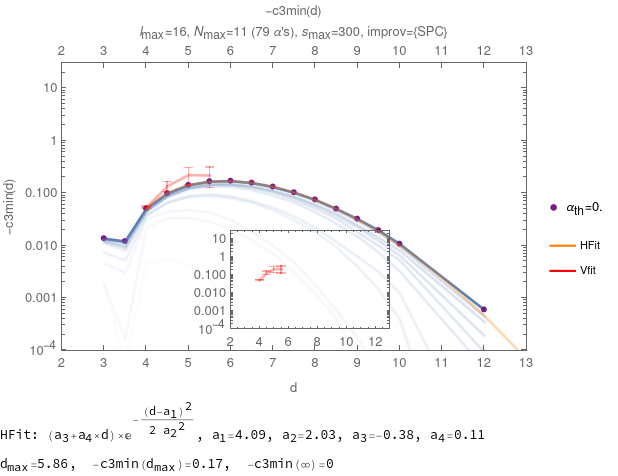 −c3min(d)
lmax=16, Nmax=11 (79 α's), smax=300, improv={SPC}
2 3 4 5 6 7 8 9 10 11 12 13
10
1
0.100
0.010
0.001
10⁻⁴
−c3min(d)
10
1
0.100
0.010
0.001
10⁻⁴
2 4 6 8 10 12
2 3 4 5 6 7 8 9 10 11 12 13
d
αth=0.
HFit
Vfit
HFit: (a₃+a₄×d)×e^(−(d−a₁)²/(2 a₂²)), a₁=4.09, a₂=2.03, a₃=−0.38, a₄=0.11
dmax=5.86, −c3min(dmax)=0.17, −c3min(∞)=0